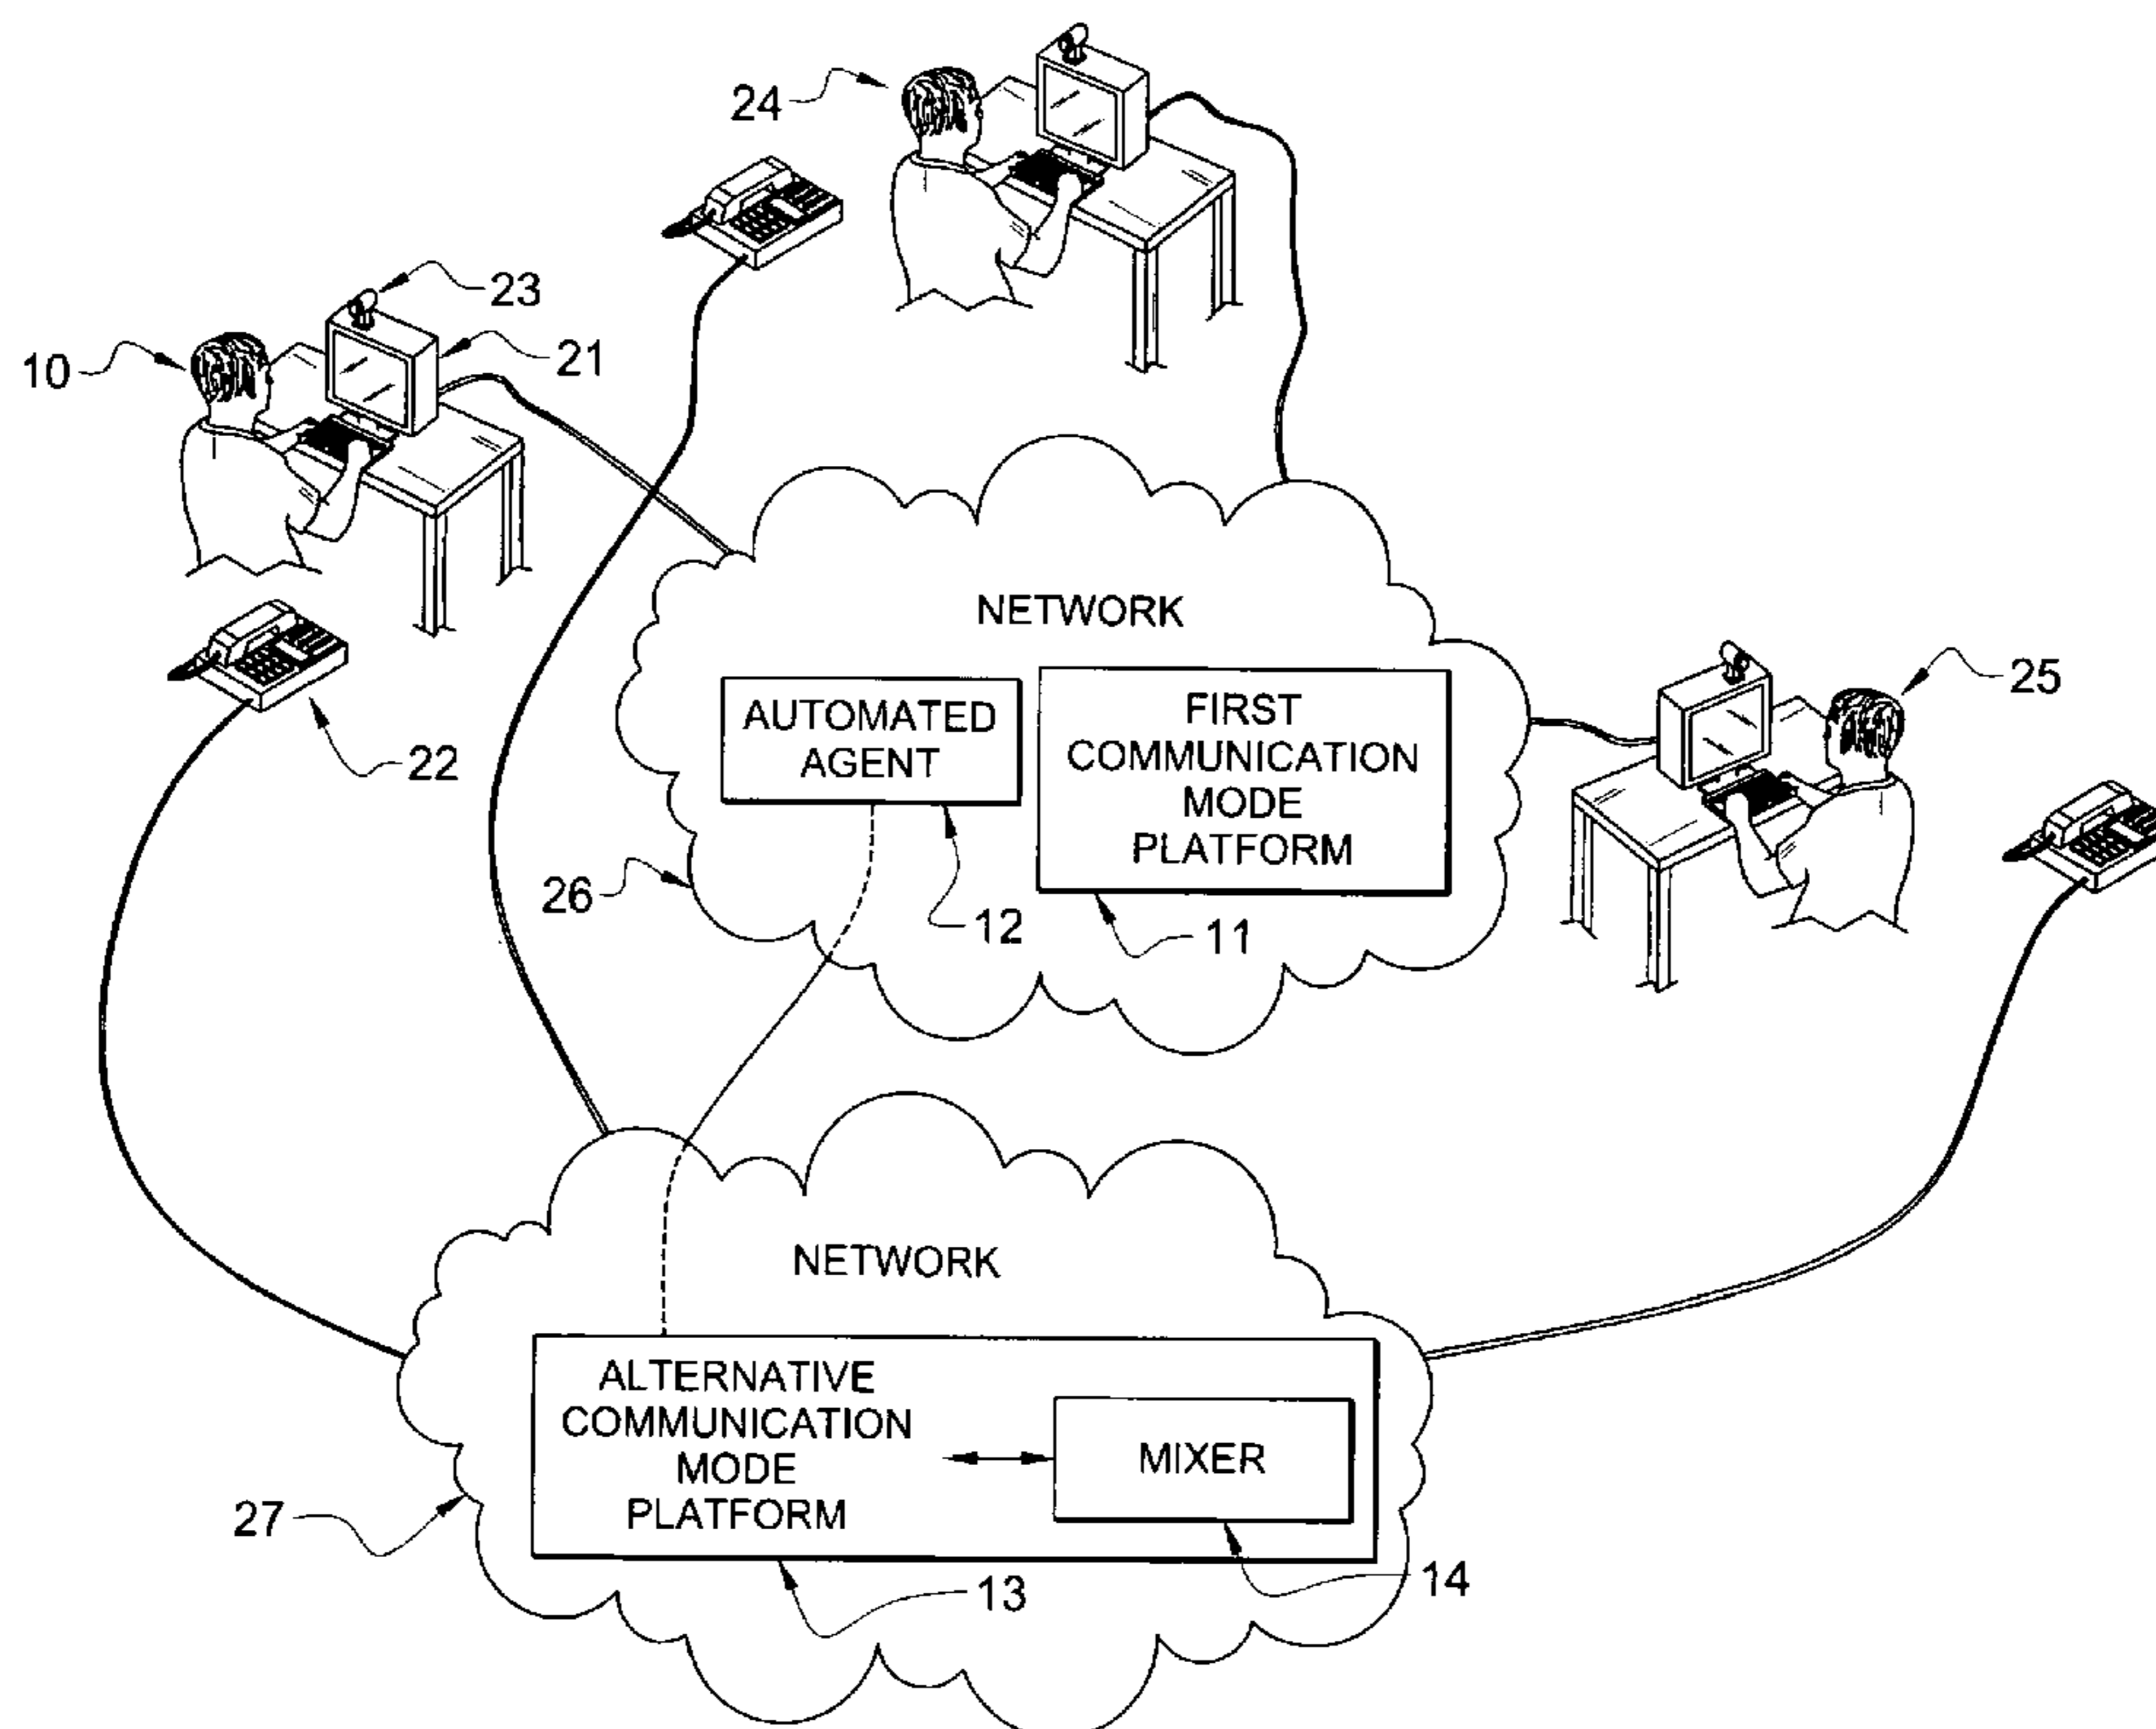 24
23
21
10
NETWORK
25
AUTOMATED
AGENT
FIRST
COMMUNICATION
MODE
PLATFORM
22
26
12
11
NETWORK
ALTERNATIVE
COMMUNICATION
MODE
PLATFORM
MIXER
27
13
14